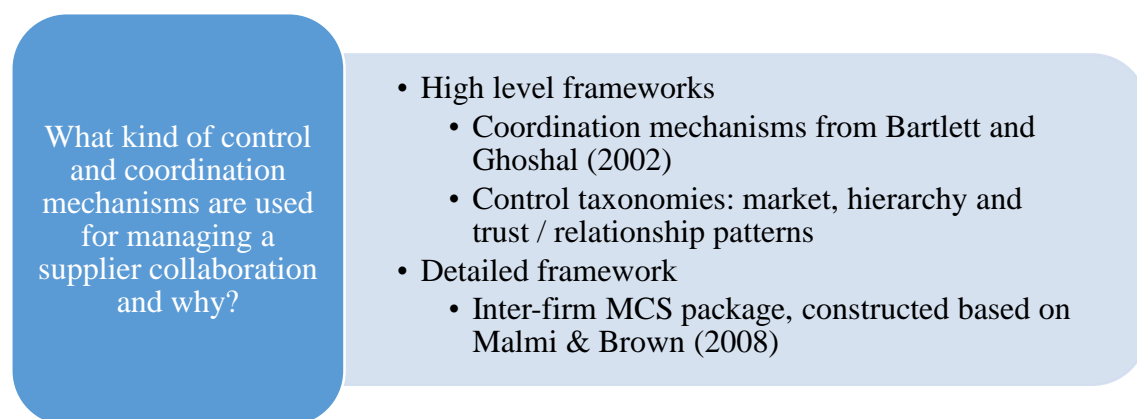 What kind of control
and coordination
mechanisms are used
for managing a
supplier collaboration
and why?
• High level frameworks
• Coordination mechanisms from Bartlett and
Ghoshal (2002)
• Control taxonomies: market, hierarchy and
trust / relationship patterns
• Detailed framework
• Inter-firm MCS package, constructed based on
Malmi & Brown (2008)